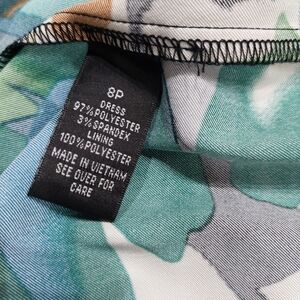 8P
DRESS
97%POLYESTER
3%SPANDEX
LINING
100%POLYESTER
MADE IN VIETNAM
SEE OVER FOR
CARE